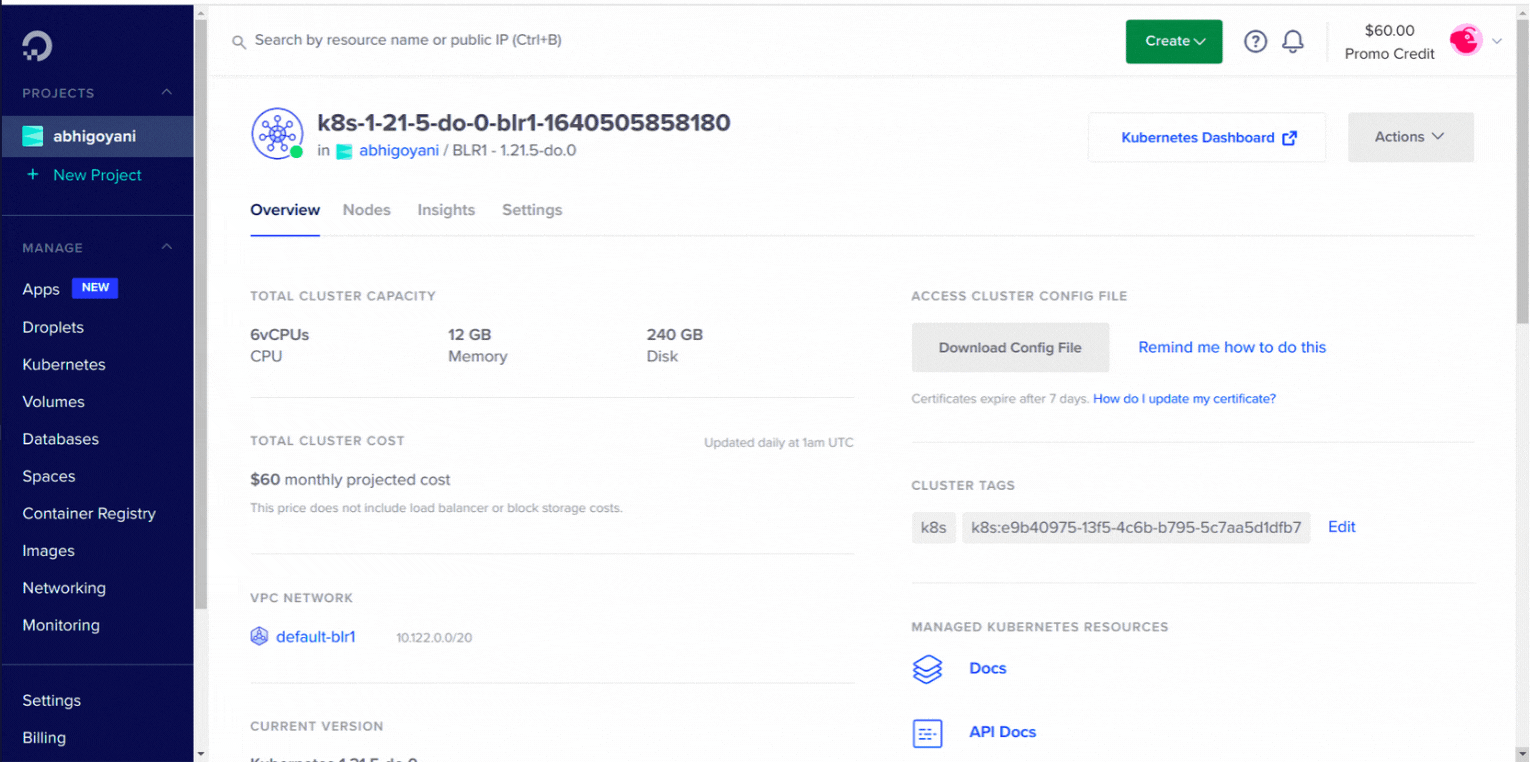 Search by resource name or public IP (Ctrl+B)
Create
$60.00
Promo Credit
PROJECTS
abhigoyani
+ New Project
MANAGE
Apps NEW
Droplets
Kubernetes
Volumes
Databases
Spaces
Container Registry
Images
Networking
Monitoring
Settings
Billing
k8s-1-21-5-do-0-blr1-1640505858180
in abhigoyani / BLR1 - 1.21.5-do.0
Kubernetes Dashboard
Actions
Overview Nodes Insights Settings
TOTAL CLUSTER CAPACITY
6vCPUs
CPU
12 GB
Memory
240 GB
Disk
TOTAL CLUSTER COST
Updated daily at 1am UTC
$60 monthly projected cost
This price does not include load balancer or block storage costs.
VPC NETWORK
default-blr1 10.122.0.0/20
CURRENT VERSION
Kubernetes 1.21.5-do.0
ACCESS CLUSTER CONFIG FILE
Download Config File
Remind me how to do this
Certificates expire after 7 days. How do I update my certificate?
CLUSTER TAGS
k8s k8s:e9b40975-13f5-4c6b-b795-5c7aa5d1dfb7 Edit
MANAGED KUBERNETES RESOURCES
Docs
API Docs